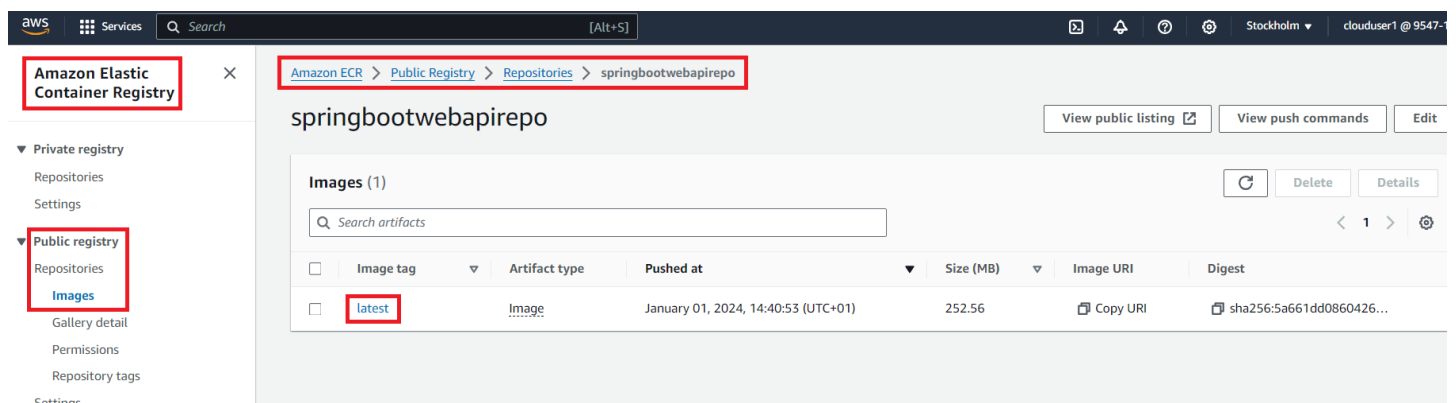 aws Services Search [Alt+S] Stockholm clouduser1 @ 9547-1
Amazon Elastic
Container Registry
Private registry
Repositories
Settings
Public registry
Repositories
Images
Gallery detail
Permissions
Repository tags
Settings
Amazon ECR > Public Registry > Repositories > springbootwebapirepo
springbootwebapirepo
View public listing View push commands Edit
Images (1)
Delete Details
Search artifacts
1
Image tag Artifact type Pushed at Size (MB) Image URI Digest
latest Image January 01, 2024, 14:40:53 (UTC+01) 252.56 Copy URI sha256:5a661dd0860426...